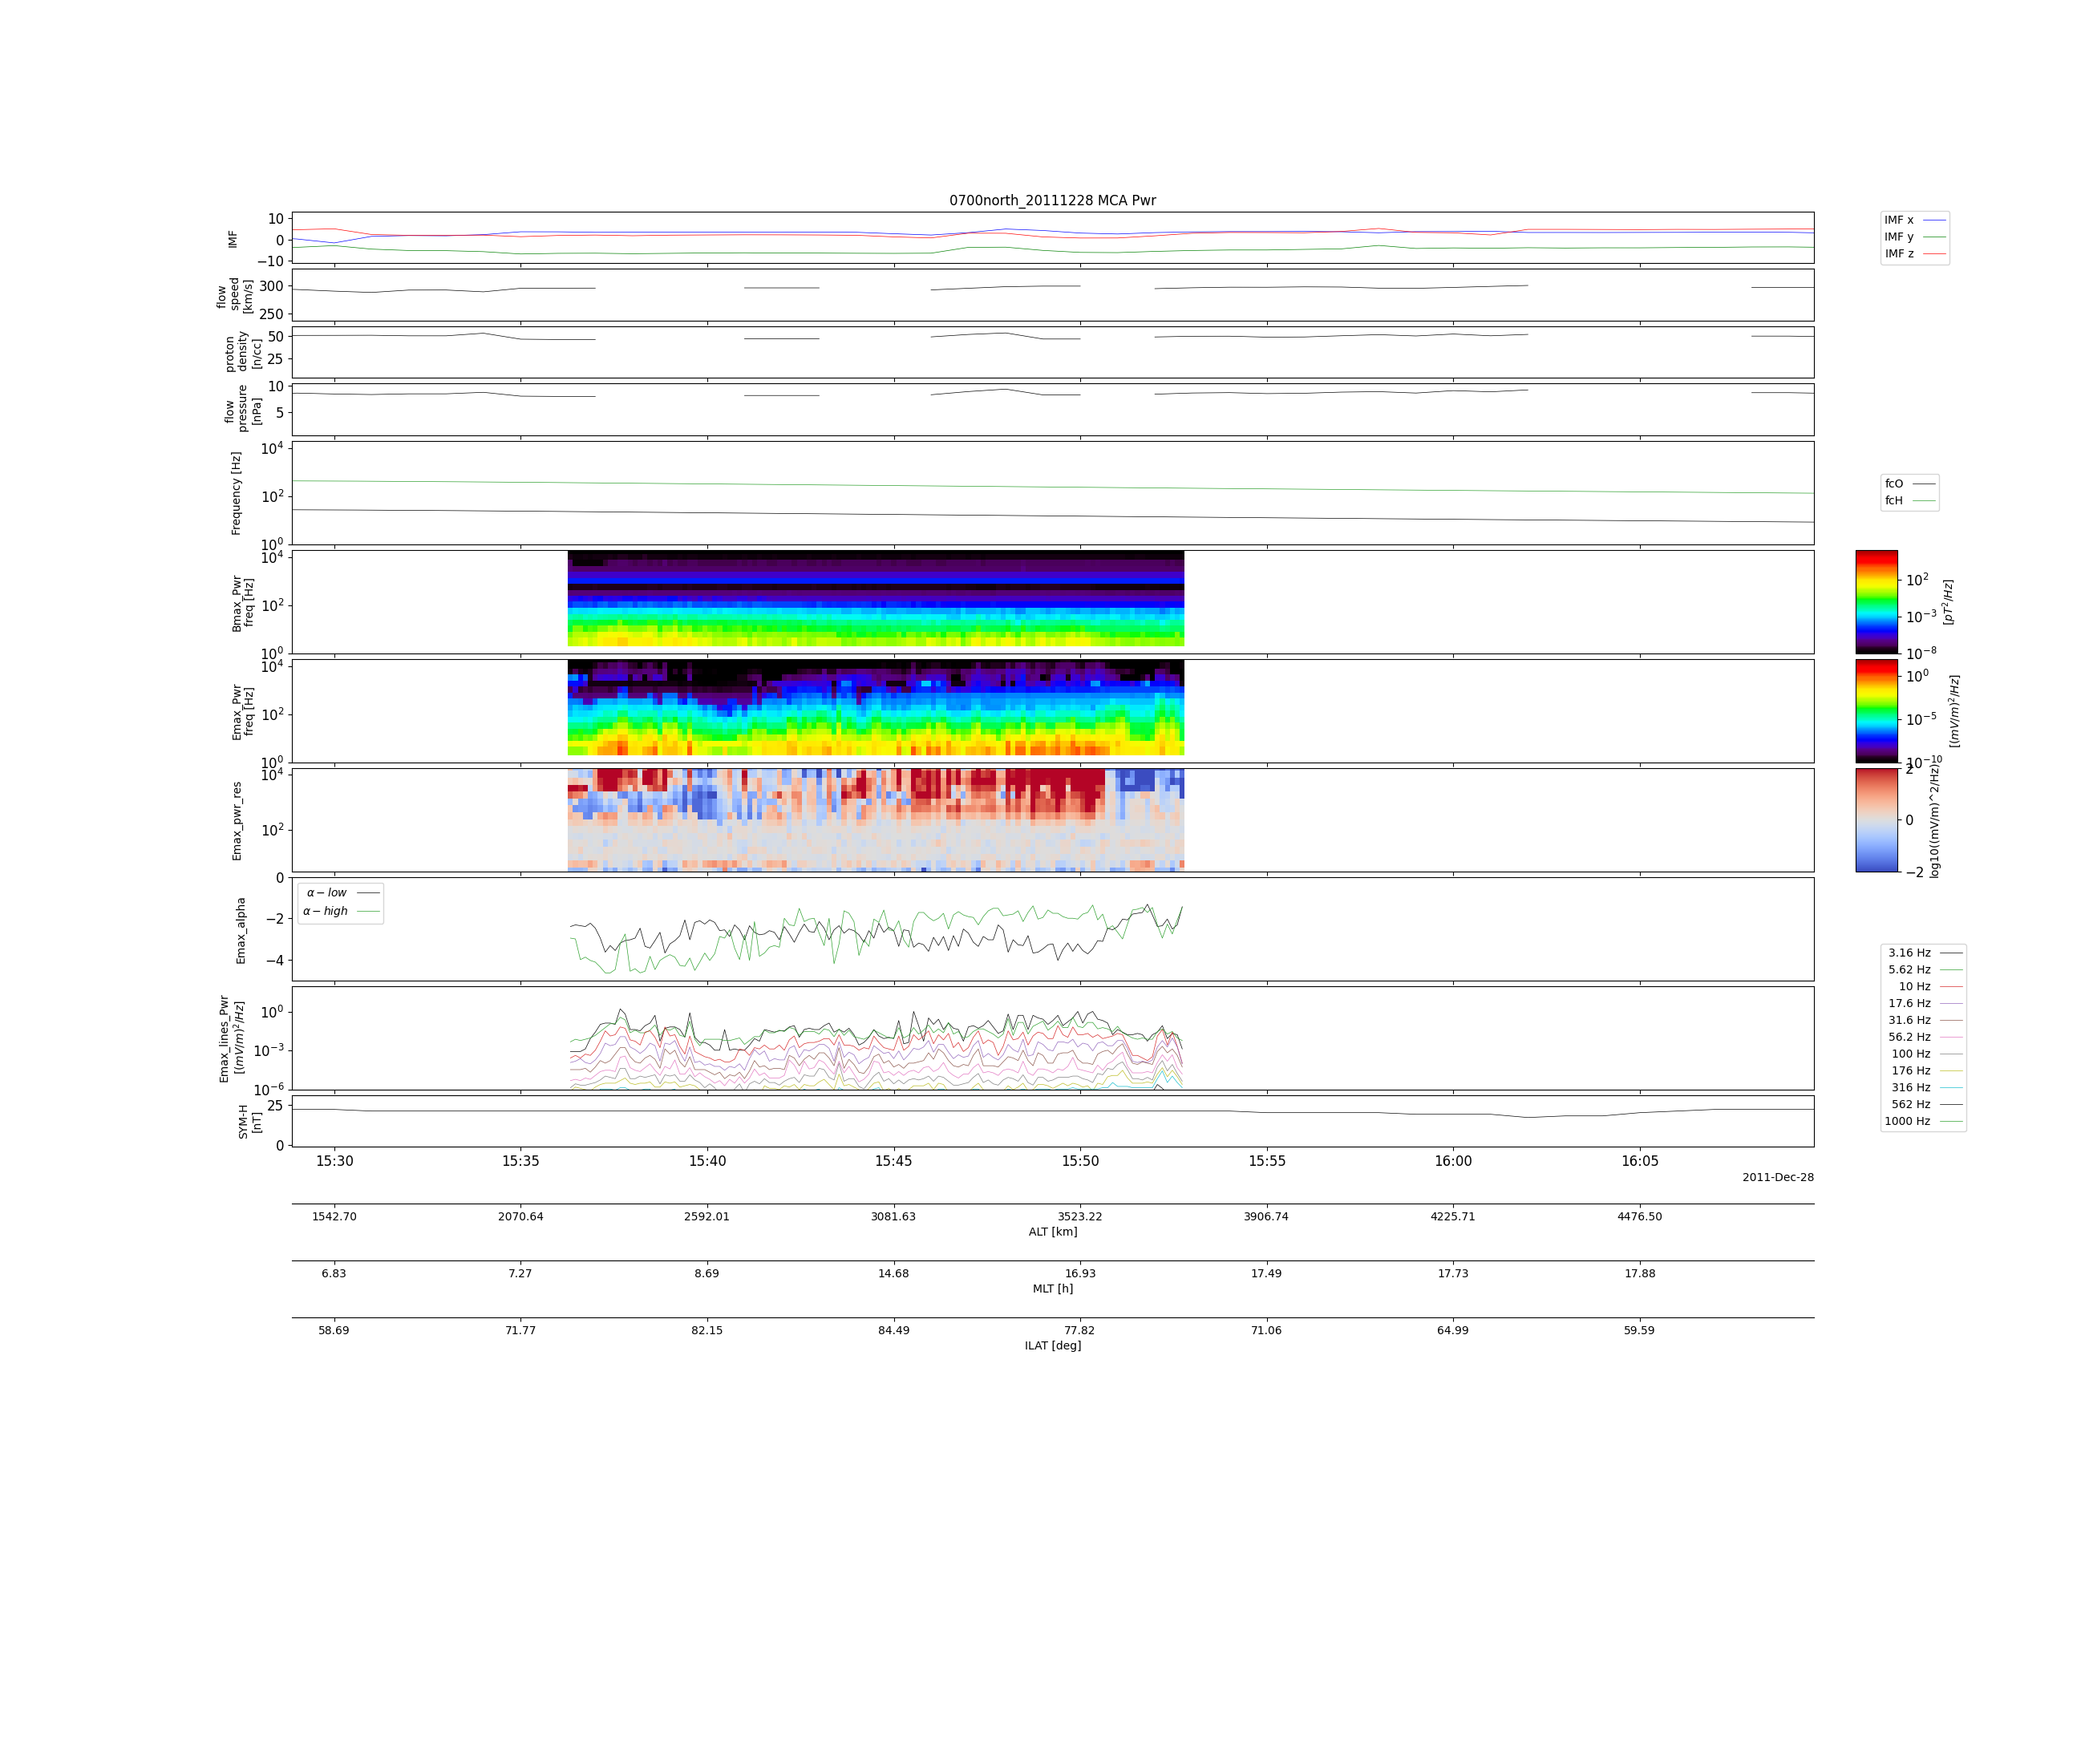 0700north_20111228 MCA Pwr
10
0
−10
IMF
IMF x
IMF y
IMF z
300
250
flow
speed
[km/s]
50
25
proton
density
[n/cc]
10
5
flow
pressure
[nPa]
10^4
10^2
10^0
Frequency [Hz]
fcO
fcH
10^4
10^2
10^0
Bmax_Pwr
freq [Hz]
10^2
10^−3
10^−8
[pT^2/Hz]
10^4
10^2
10^0
Emax_Pwr
freq [Hz]
10^0
10^−5
10^−10
[(mV/m)^2/Hz]
10^4
10^2
Emax_pwr_res
2
0
−2
log10((mV/m)^2/Hz)
0
−2
−4
Emax_alpha
α − low
α − high
10^0
10^−3
10^−6
Emax_lines_Pwr
[(mV/m)^2/Hz]
3.16 Hz
5.62 Hz
10 Hz
17.6 Hz
31.6 Hz
56.2 Hz
100 Hz
176 Hz
316 Hz
562 Hz
1000 Hz
25
0
SYM-H
[nT]
15:30 15:35 15:40 15:45 15:50 15:55 16:00 16:05
2011-Dec-28
1542.70 2070.64 2592.01 3081.63 3523.22 3906.74 4225.71 4476.50
ALT [km]
6.83 7.27 8.69 14.68 16.93 17.49 17.73 17.88
MLT [h]
58.69 71.77 82.15 84.49 77.82 71.06 64.99 59.59
ILAT [deg]